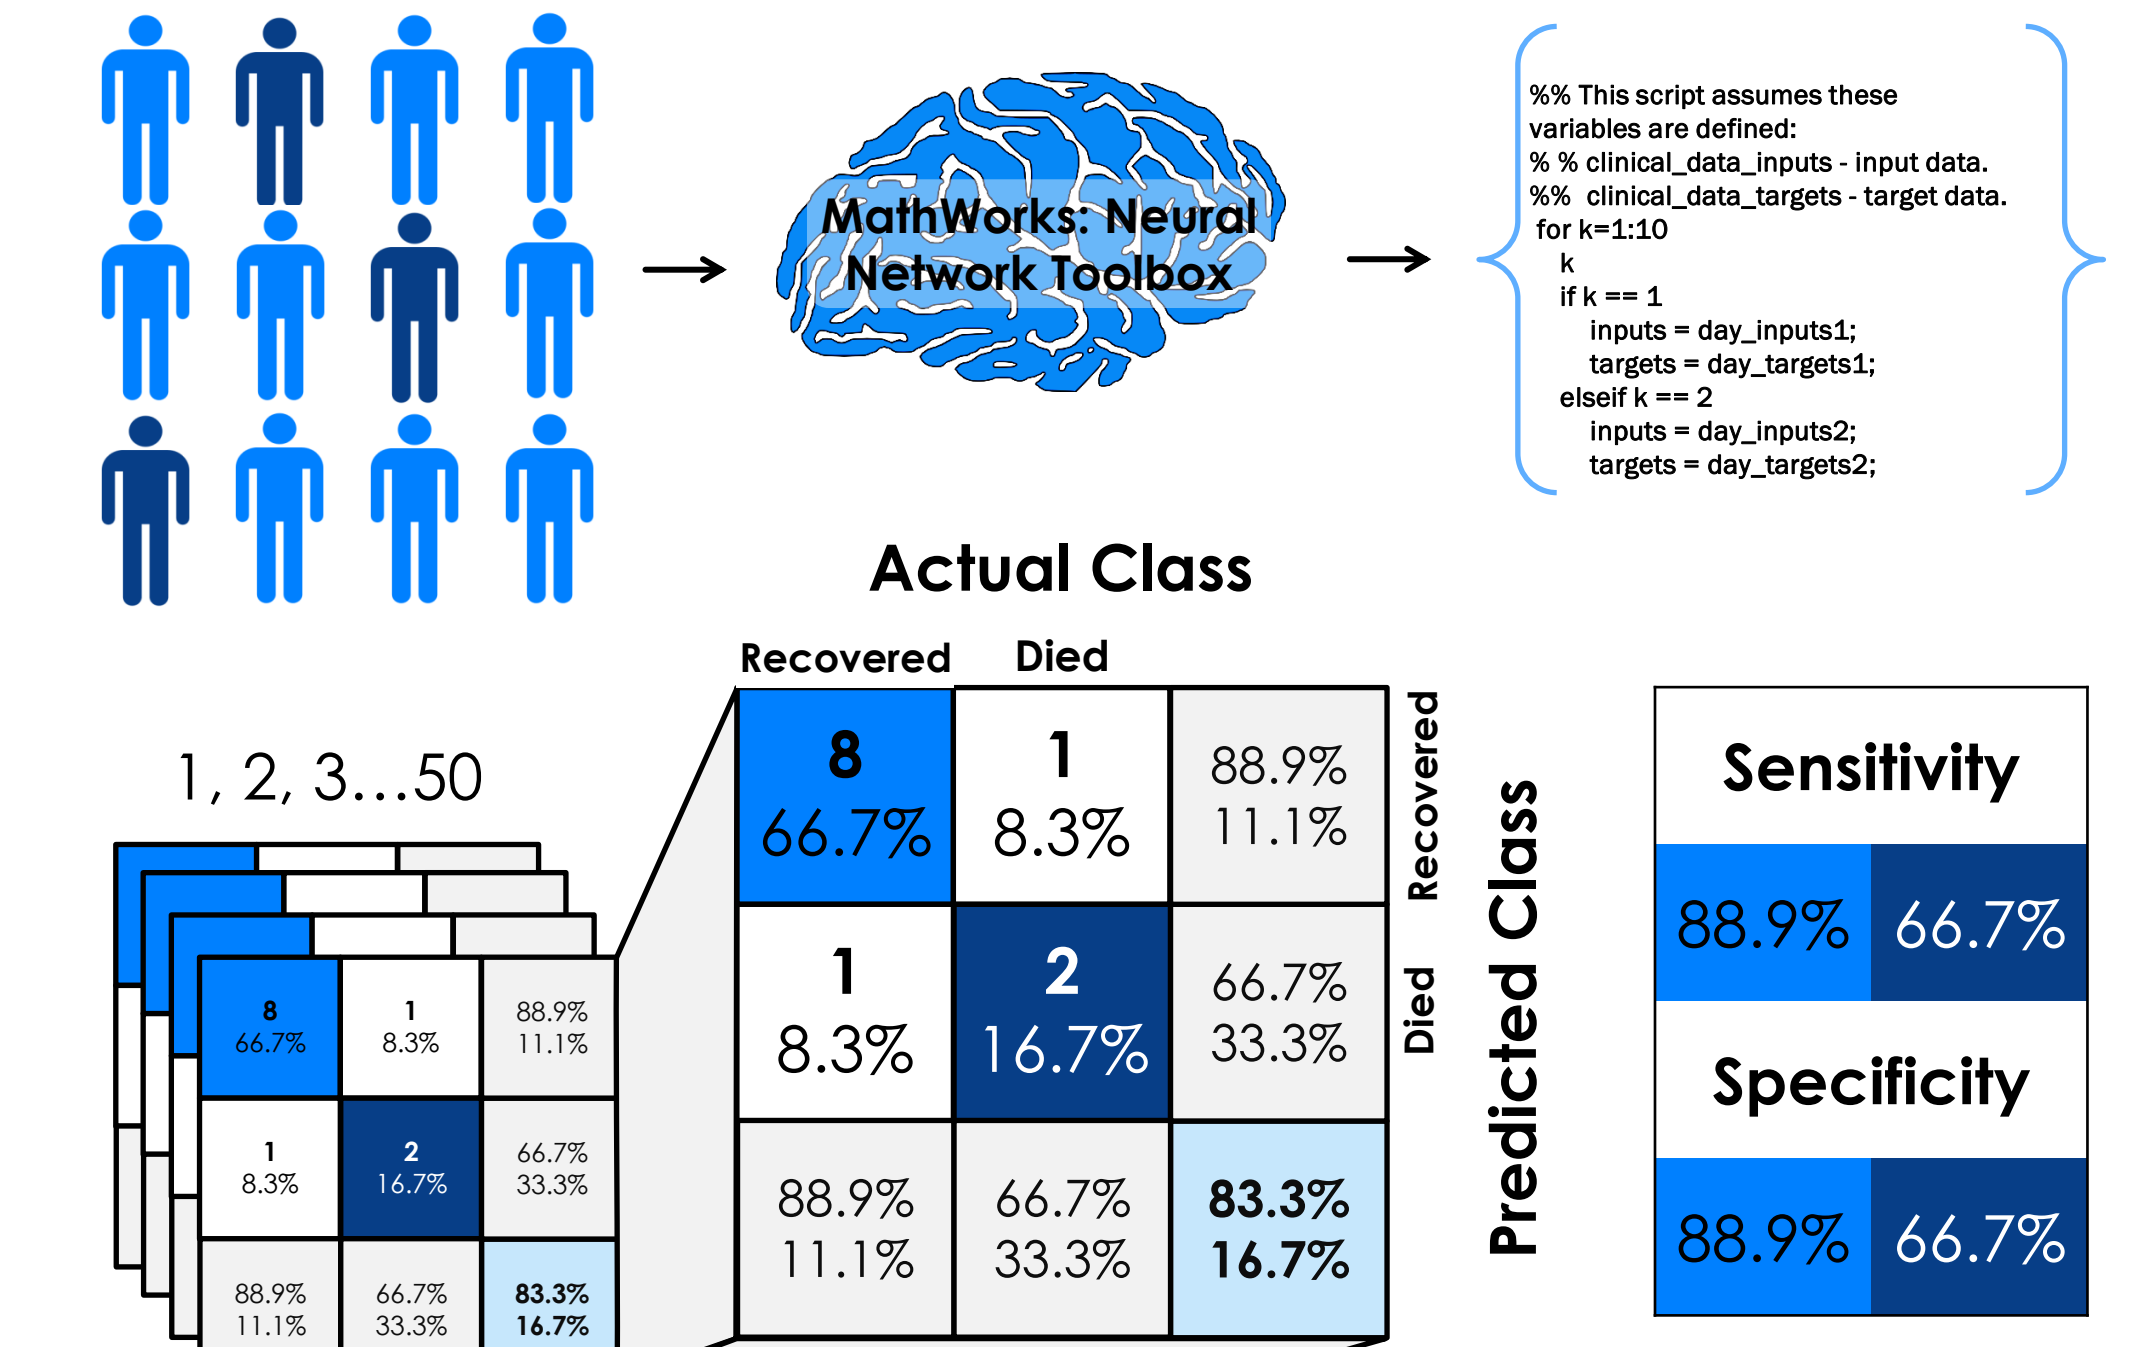 MathWorks: Neural
Network Toolbox
%% This script assumes these
variables are defined:
% % clinical_data_inputs - input data.
%%  clinical_data_targets - target data.
for k=1:10
k
if k == 1
inputs = day_inputs1;
targets = day_targets1;
elseif k == 2
inputs = day_inputs2;
targets = day_targets2;
Actual Class
Recovered
Died
1, 2, 3...50
8
66.7%
1
8.3%
88.9%
11.1%
1
8.3%
2
16.7%
66.7%
33.3%
88.9%
11.1%
66.7%
33.3%
83.3%
16.7%
8
66.7%
1
8.3%
88.9%
11.1%
1
8.3%
2
16.7%
66.7%
33.3%
88.9%
11.1%
66.7%
33.3%
83.3%
16.7%
Recovered
Died
Predicted Class
Sensitivity
88.9% 66.7%
Specificity
88.9% 66.7%